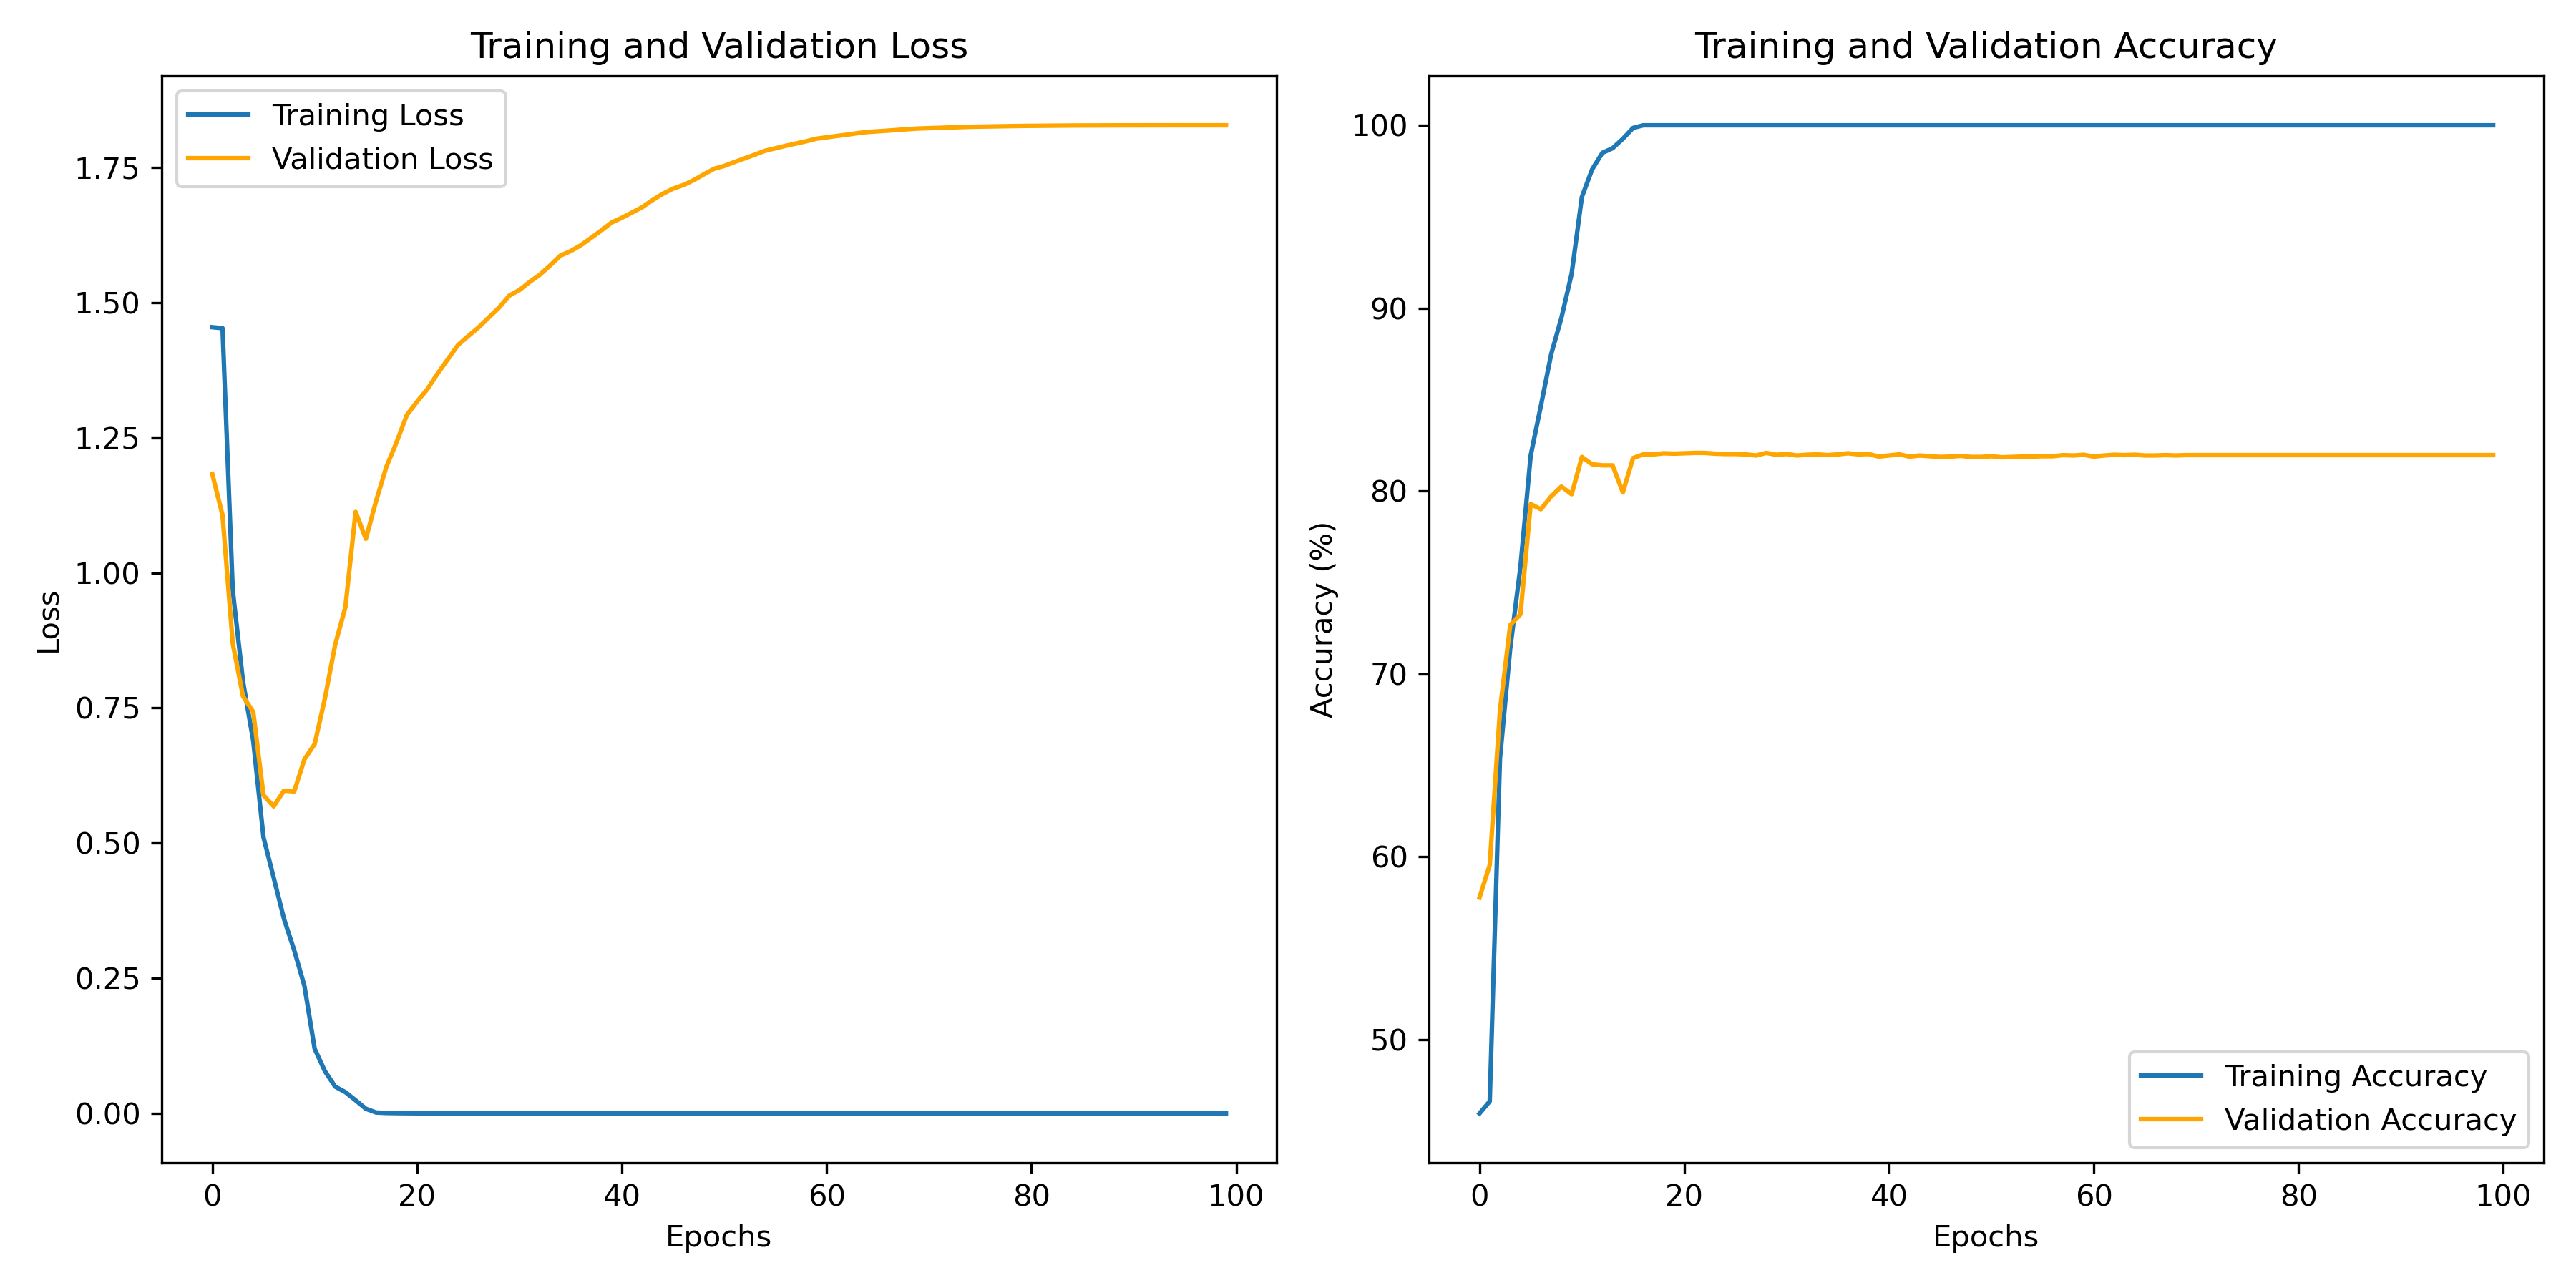 Training and Validation Loss
Training Loss
Validation Loss
1.75
1.50
1.25
1.00
0.75
0.50
0.25
0.00
Loss
0 20 40 60 80 100
Epochs
Training and Validation Accuracy
100
90
80
70
60
50
Accuracy (%)
Training Accuracy
Validation Accuracy
0 20 40 60 80 100
Epochs